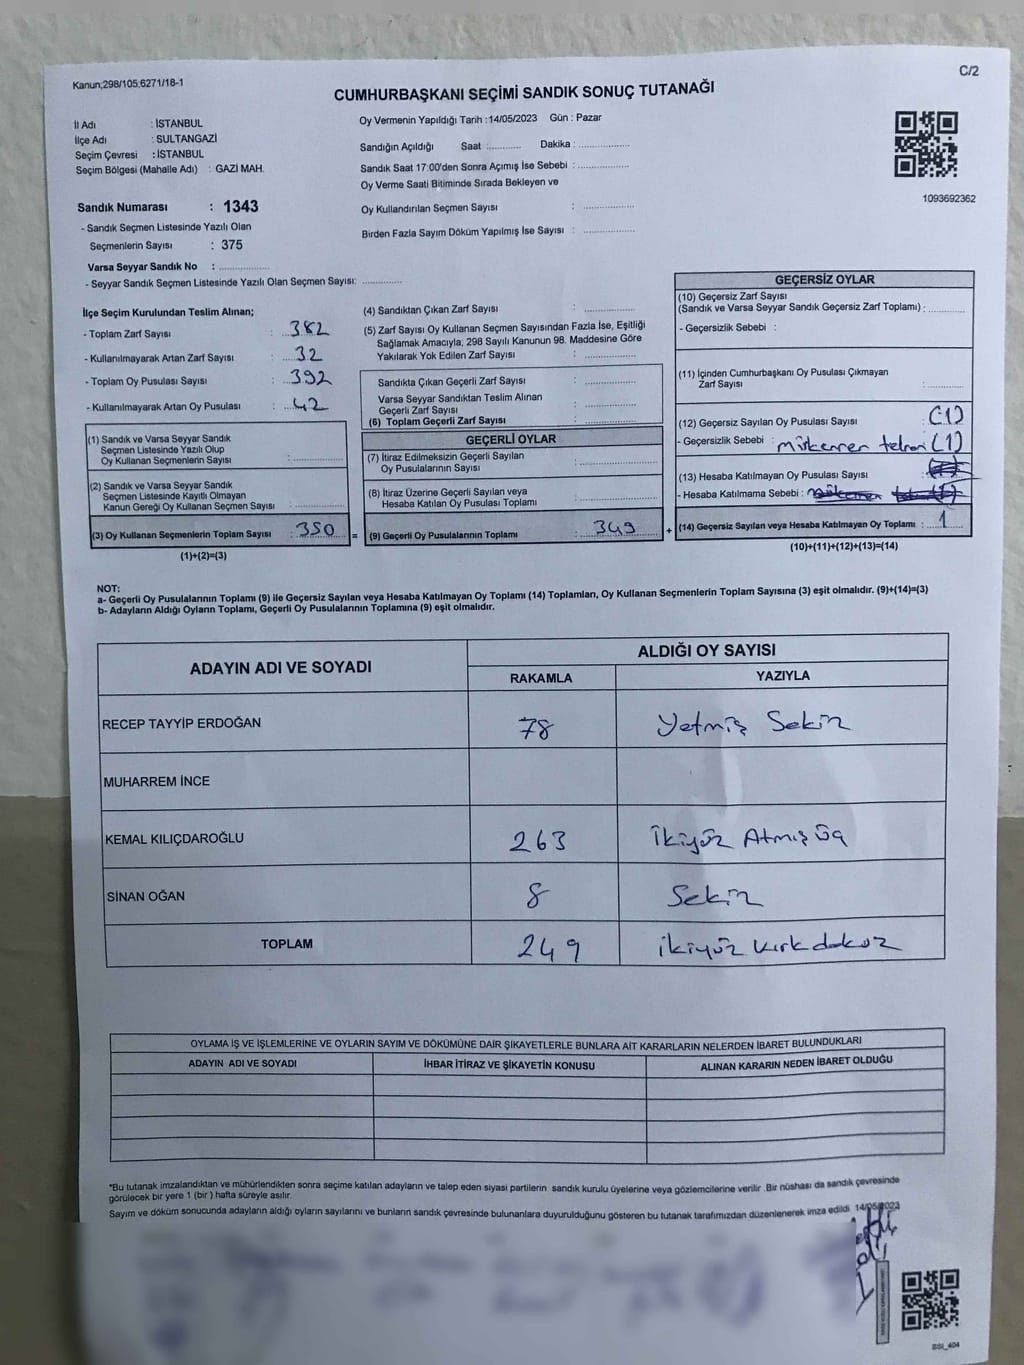 Kanun;298/105;6271/18-1
C/2
CUMHURBAŞKANI SEÇİMİ SANDIK SONUÇ TUTANAĞI
İl Adı : İSTANBUL
İlçe Adı : SULTANGAZİ
Seçim Çevresi : İSTANBUL
Seçim Bölgesi (Mahalle Adı) : GAZİ MAH.
Oy Vermenin Yapıldığı Tarih :14/05/2023 Gün : Pazar
Sandığın Açıldığı Saat :........... Dakika : ................
Sandık Saat 17:00'den Sonra Açımış İse Sebebi : ................
Oy Verme Saati Bitiminde Sırada Bekleyen ve
Oy Kullandırılan Seçmen Sayısı : ................
Birden Fazla Sayım Döküm Yapılmış İse Sayısı : ................
1093692362
Sandık Numarası : 1343
- Sandık Seçmen Listesinde Yazılı Olan
Seçmenlerin Sayısı : 375
Varsa Seyyar Sandık No : ................
- Seyyar Sandık Seçmen Listesinde Yazılı Olan Seçmen Sayısı: ............
İlçe Seçim Kurulundan Teslim Alınan;
- Toplam Zarf Sayısı : 382
- Kullanılmayarak Artan Zarf Sayısı : 32
- Toplam Oy Pusulası Sayısı : 392
- Kullanılmayarak Artan Oy Pusulası : 42
(1) Sandık ve Varsa Seyyar Sandık
Seçmen Listesinde Yazılı Olup
Oy Kullanan Seçmenlerin Sayısı : ................
(2) Sandık ve Varsa Seyyar Sandık
Seçmen Listesinde Kayıtlı Olmayan
Kanun Gereği Oy Kullanan Seçmen Sayısı : ................
(3) Oy Kullanan Seçmenlerin Toplam Sayısı : 350
(1)+(2)=(3)
=
(4) Sandıktan Çıkan Zarf Sayısı : ................
(5) Zarf Sayısı Oy Kullanan Seçmen Sayısından Fazla İse, Eşitliği
Sağlamak Amacıyla; 298 Sayılı Kanunun 98. Maddesine Göre
Yakılarak Yok Edilen Zarf Sayısı : ................
Sandıkta Çıkan Geçerli Zarf Sayısı : ................
Varsa Seyyar Sandıktan Teslim Alınan
Geçerli Zarf Sayısı : ................
(6) Toplam Geçerli Zarf Sayısı : ................
GEÇERLİ OYLAR
(7) İtiraz Edilmeksizin Geçerli Sayılan
Oy Pusulalarının Sayısı : ................
(8) İtiraz Üzerine Geçerli Sayılan veya
Hesaba Katılan Oy Pusulası Toplamı : ................
(9) Geçerli Oy Pusulalarının Toplamı : 349
+
GEÇERSİZ OYLAR
(10) Geçersiz Zarf Sayısı
(Sandık ve Varsa Seyyar Sandık Geçersiz Zarf Toplamı) : ............
- Geçersizlik Sebebi :
(11) İçinden Cumhurbaşkanı Oy Pusulası Çıkmayan
Zarf Sayısı : ............
(12) Geçersiz Sayılan Oy Pusulası Sayısı (1)
- Geçersizlik Sebebi : mükerrer (1)
(13) Hesaba Katılmayan Oy Pusulası Sayısı
- Hesaba Katılmama Sebebi :
(14) Geçersiz Sayılan veya Hesaba Katılmayan Oy Toplamı : 1
(10)+(11)+(12)+(13)=(14)
NOT:
a- Geçerli Oy Pusulalarının Toplamı (9) ile Geçersiz Sayılan veya Hesaba Katılmayan Oy Toplamı (14) Toplamları, Oy Kullanan Seçmenlerin Toplam Sayısına (3) eşit olmalıdır. (9)+(14)=(3)
b- Adayların Aldığı Oyların Toplamı, Geçerli Oy Pusulalarının Toplamına (9) eşit olmalıdır.
ADAYIN ADI VE SOYADI
ALDIĞI OY SAYISI
RAKAMLA YAZIYLA
RECEP TAYYİP ERDOĞAN 78 Yetmiş Sekiz
MUHARREM İNCE
KEMAL KILIÇDAROĞLU 263 İkiyüz Atmış üç
SİNAN OĞAN 8 Sekiz
TOPLAM 249 ikiyüz kırk dokuz
OYLAMA İŞ VE İŞLEMLERİNE VE OYLARIN SAYIM VE DÖKÜMÜNE DAİR ŞİKAYETLERLE BUNLARA AİT KARARLARIN NELERDEN İBARET BULUNDUKLARI
ADAYIN ADI VE SOYADI İHBAR İTİRAZ VE ŞİKAYETİN KONUSU ALINAN KARARIN NEDEN İBARET OLDUĞU
*Bu tutanak imzalandıktan ve mühürlendikten sonra seçime katılan adayların ve talep eden siyasi partilerin sandık kurulu üyelerine veya gözlemcilerine verilir .Bir nüshası da sandık çevresinde
görülecek bir yere 1 (bir ) hafta süreyle asılır.
Sayım ve döküm sonucunda adayların aldığı oyların sayılarını ve bunların sandık çevresinde bulunanlara duyurulduğunu gösteren bu tutanak tarafımızdan düzenlenerek imza edildi. 14/05/2023